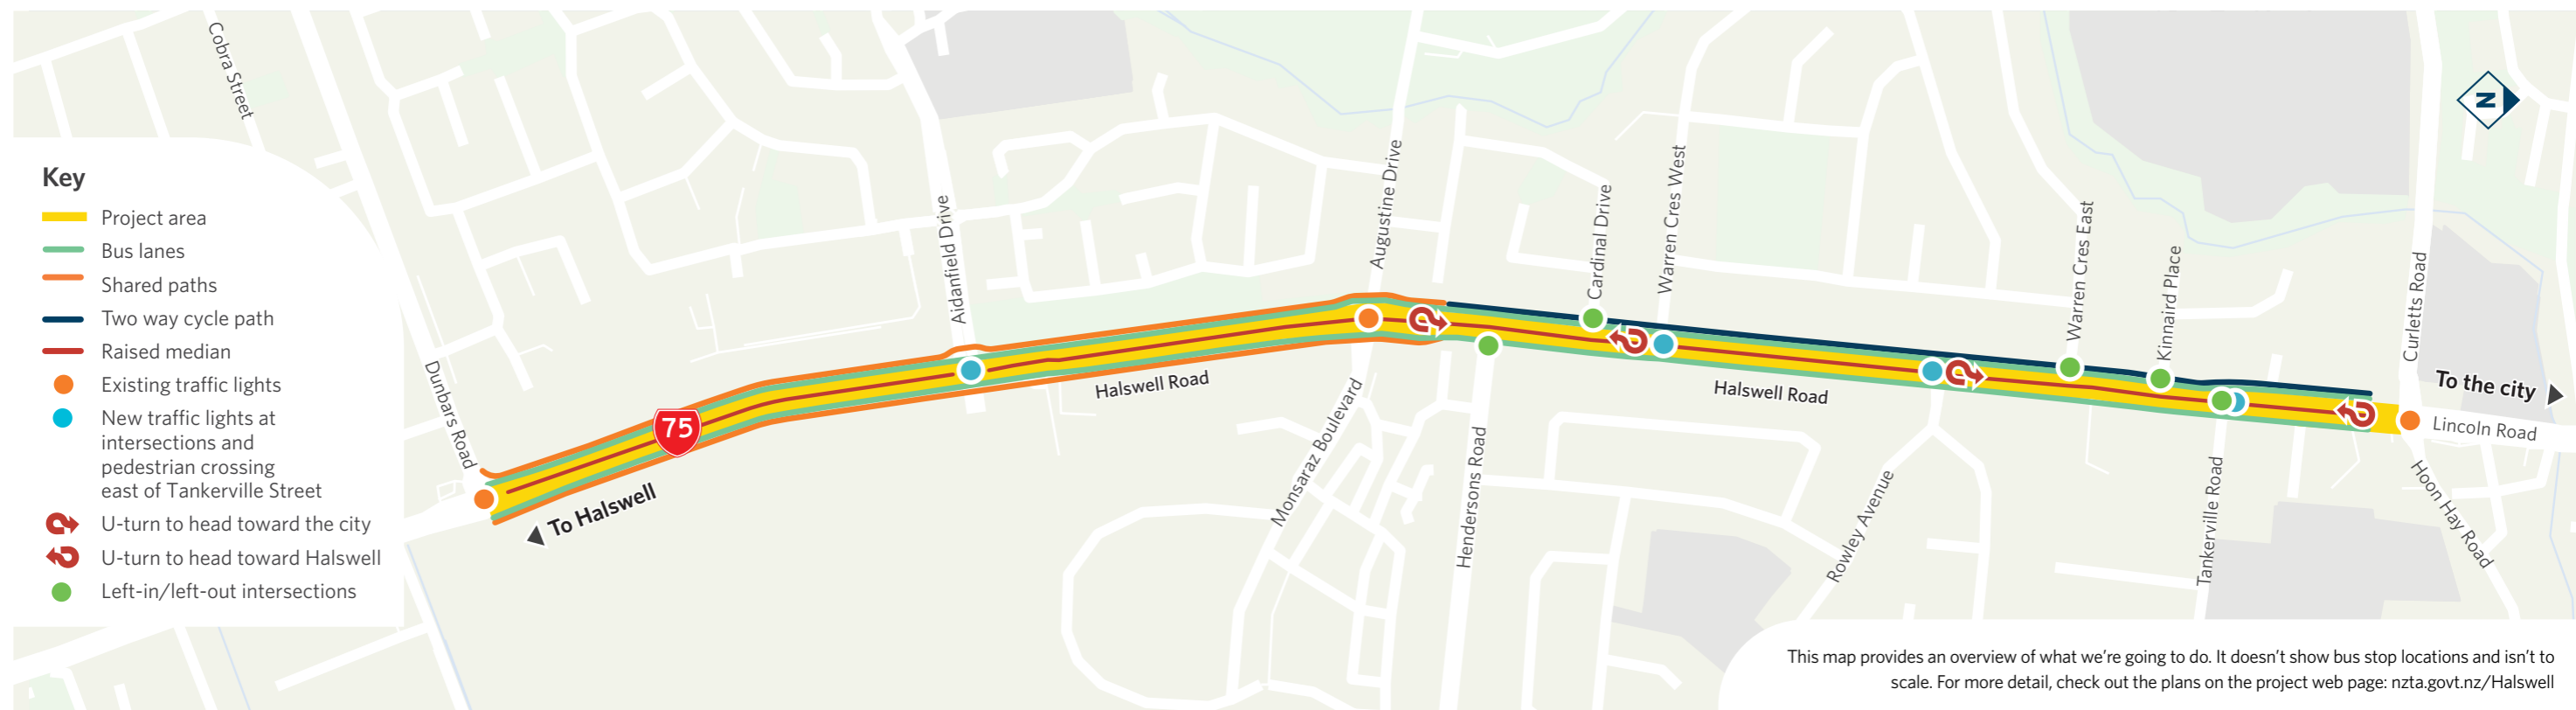 Cobra Street
Key
Project area
Bus lanes
Shared paths
Two way cycle path
Raised median
Existing traffic lights
New traffic lights at
intersections and
pedestrian crossing
east of Tankerville Street
U-turn to head toward the city
U-turn to head toward Halswell
Left-in/left-out intersections
Dunbars Road
75
To Halswell
Aidanfield Drive
Halswell Road
Augustine Drive
Monsaraz Boulevard
Hendersons Road
Cardinal Drive
Warren Cres West
Halswell Road
Rowley Avenue
Warren Cres East
Kinnaird Place
Tankerville Road
Curletts Road
N
To the city
Lincoln Road
Hoon Hay Road
This map provides an overview of what we're going to do. It doesn't show bus stop locations and isn't to
scale. For more detail, check out the plans on the project web page: nzta.govt.nz/Halswell